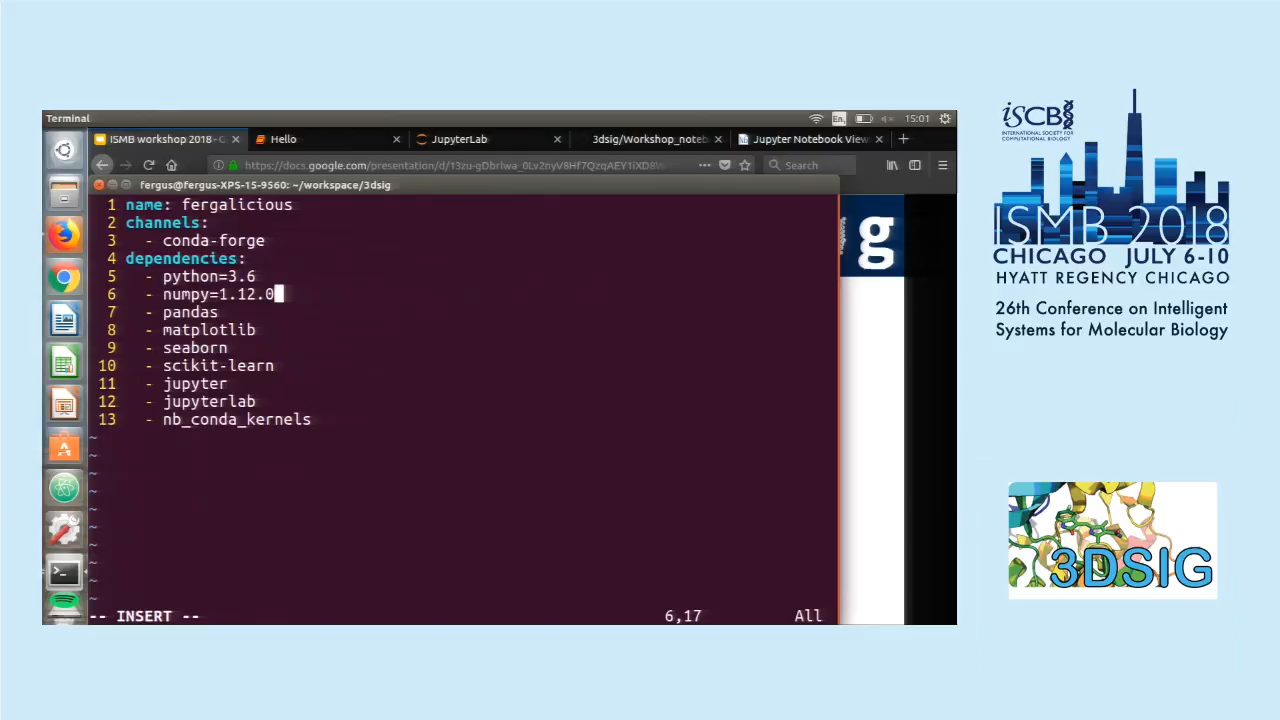 Terminal
En
15:01
ISMB workshop 2018 - G
Hello
JupyterLab
3dsig/Workshop_noteb
Jupyter Notebook View
Search
fergus@fergus-XPS-15-9560: ~/workspace/3dsig
1 name: fergalicious
2 channels:
3 - conda-forge
4 dependencies:
5 - python=3.6
6 - numpy=1.12.0
7 - pandas
8 - matplotlib
9 - seaborn
10 - scikit-learn
11 - jupyter
12 - jupyterlab
13 - nb_conda_kernels
~
~
~
~
~
~
~
~
~
~
-- INSERT --
6,17
All
g
iSCB
INTERNATIONAL SOCIETY FOR
COMPUTATIONAL BIOLOGY
ISMB 2018
CHICAGO JULY 6-10
HYATT REGENCY CHICAGO
26th Conference on Intelligent
Systems for Molecular Biology
3DSIG